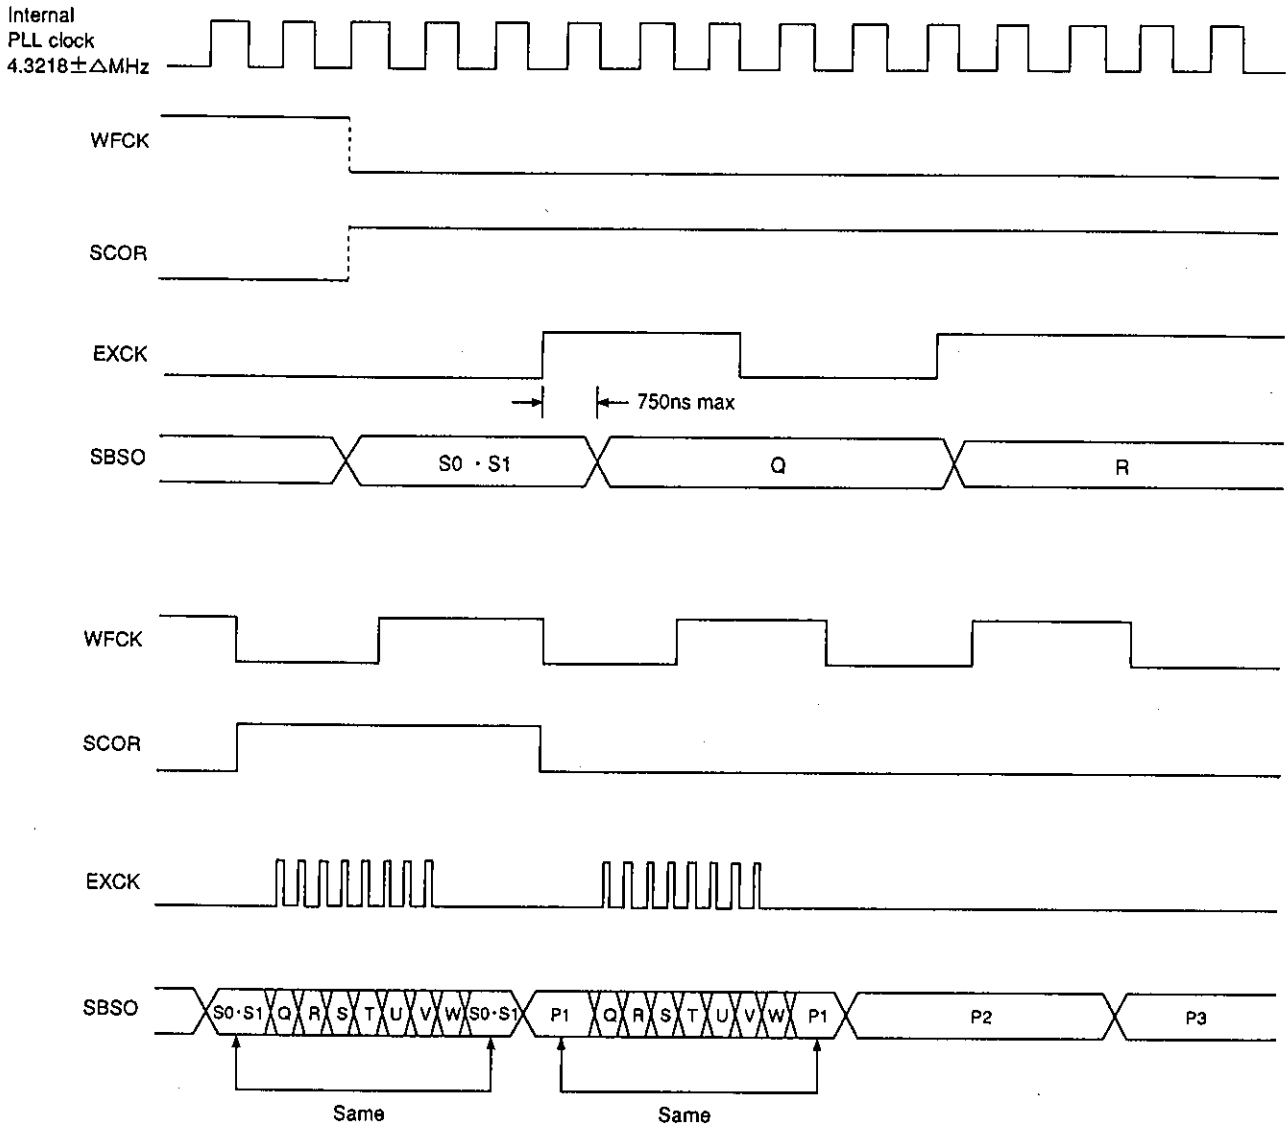 Internal
PLL clock
4.3218±△MHz
WFCK
SCOR
EXCK
750ns max
SBSO
S0 · S1
Q
R
WFCK
SCOR
EXCK
SBSO
S0·S1 Q R S T U V W S0·S1 P1 Q R S T U V W P1 P2 P3
Same Same